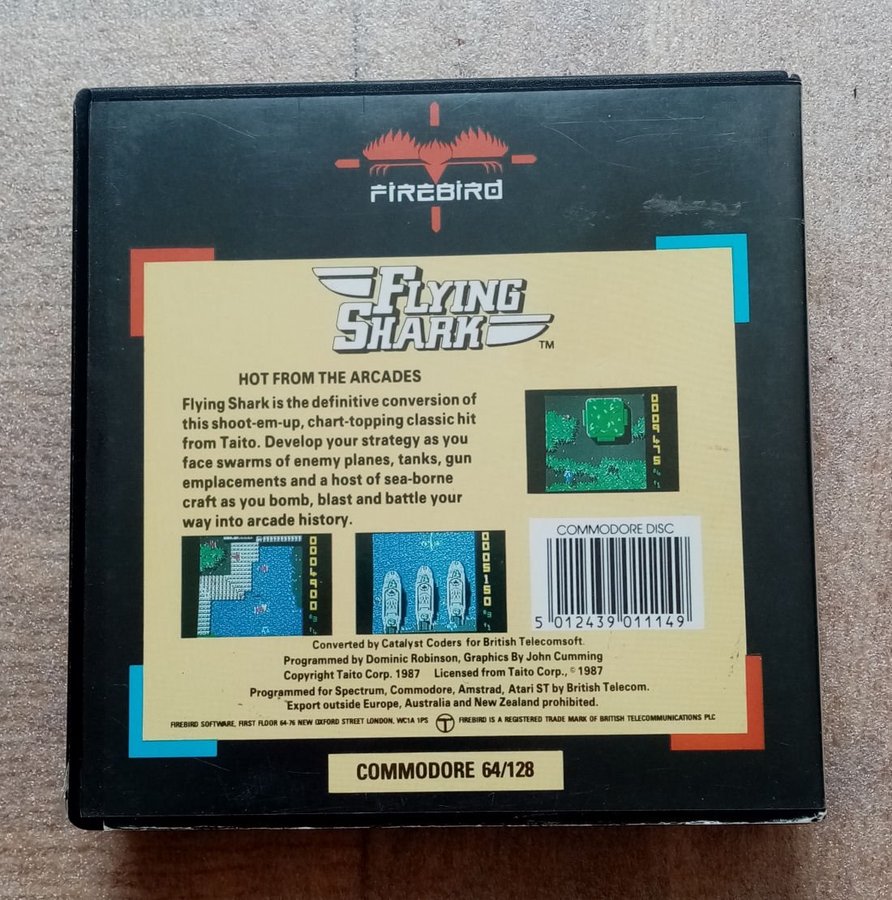 FIREBIRD
FLYING
SHARK
TM
HOT FROM THE ARCADES
Flying Shark is the definitive conversion of
this shoot-em-up, chart-topping classic hit
from Taito. Develop your strategy as you
face swarms of enemy planes, tanks, gun
emplacements and a host of sea-borne
craft as you bomb, blast and battle your
way into arcade history.
0009475
0004900
0005150
COMMODORE DISC
5 012439 011149
Converted by Catalyst Coders for British Telecomsoft.
Programmed by Dominic Robinson, Graphics By John Cumming
Copyright Taito Corp. 1987 Licensed from Taito Corp., © 1987
Programmed for Spectrum, Commodore, Amstrad, Atari ST by British Telecom.
Export outside Europe, Australia and New Zealand prohibited.
FIREBIRD SOFTWARE, FIRST FLOOR 64-76 NEW OXFORD STREET LONDON, WC1A 1PS T FIREBIRD IS A REGISTERED TRADE MARK OF BRITISH TELECOMMUNICATIONS PLC
COMMODORE 64/128